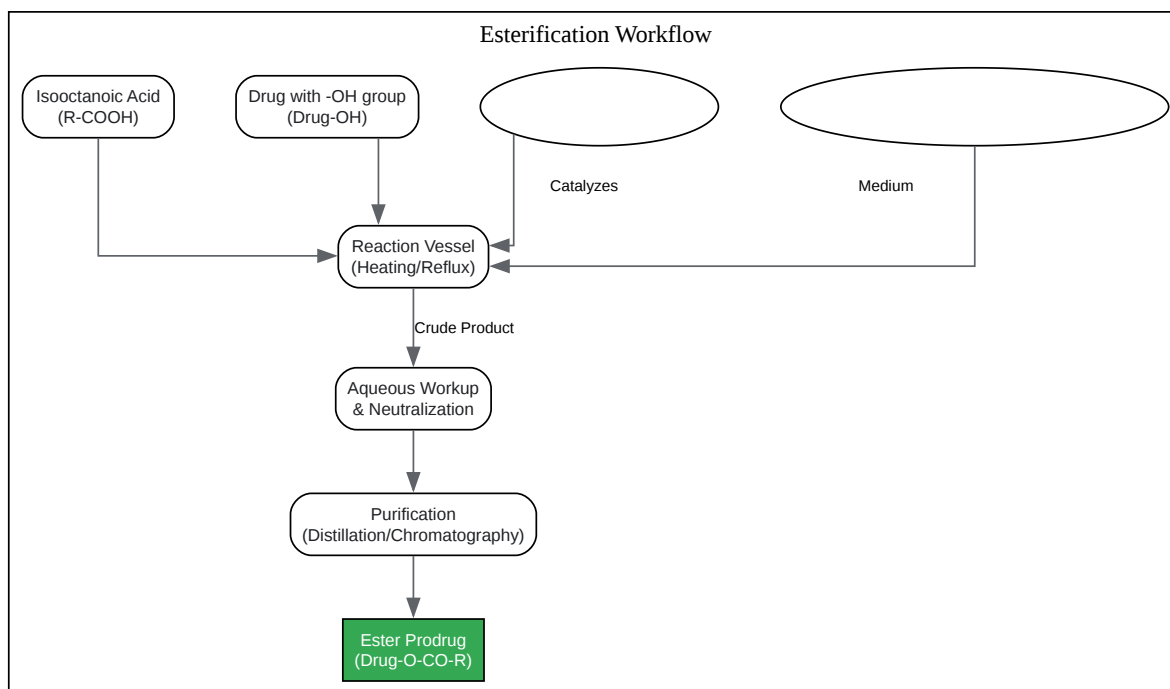 Esterification Workflow
Isooctanoic Acid
(R-COOH)
Drug with -OH group
(Drug-OH)
Catalyzes
Medium
Reaction Vessel
(Heating/Reflux)
Crude Product
Aqueous Workup
& Neutralization
Purification
(Distillation/Chromatography)
Ester Prodrug
(Drug-O-CO-R)